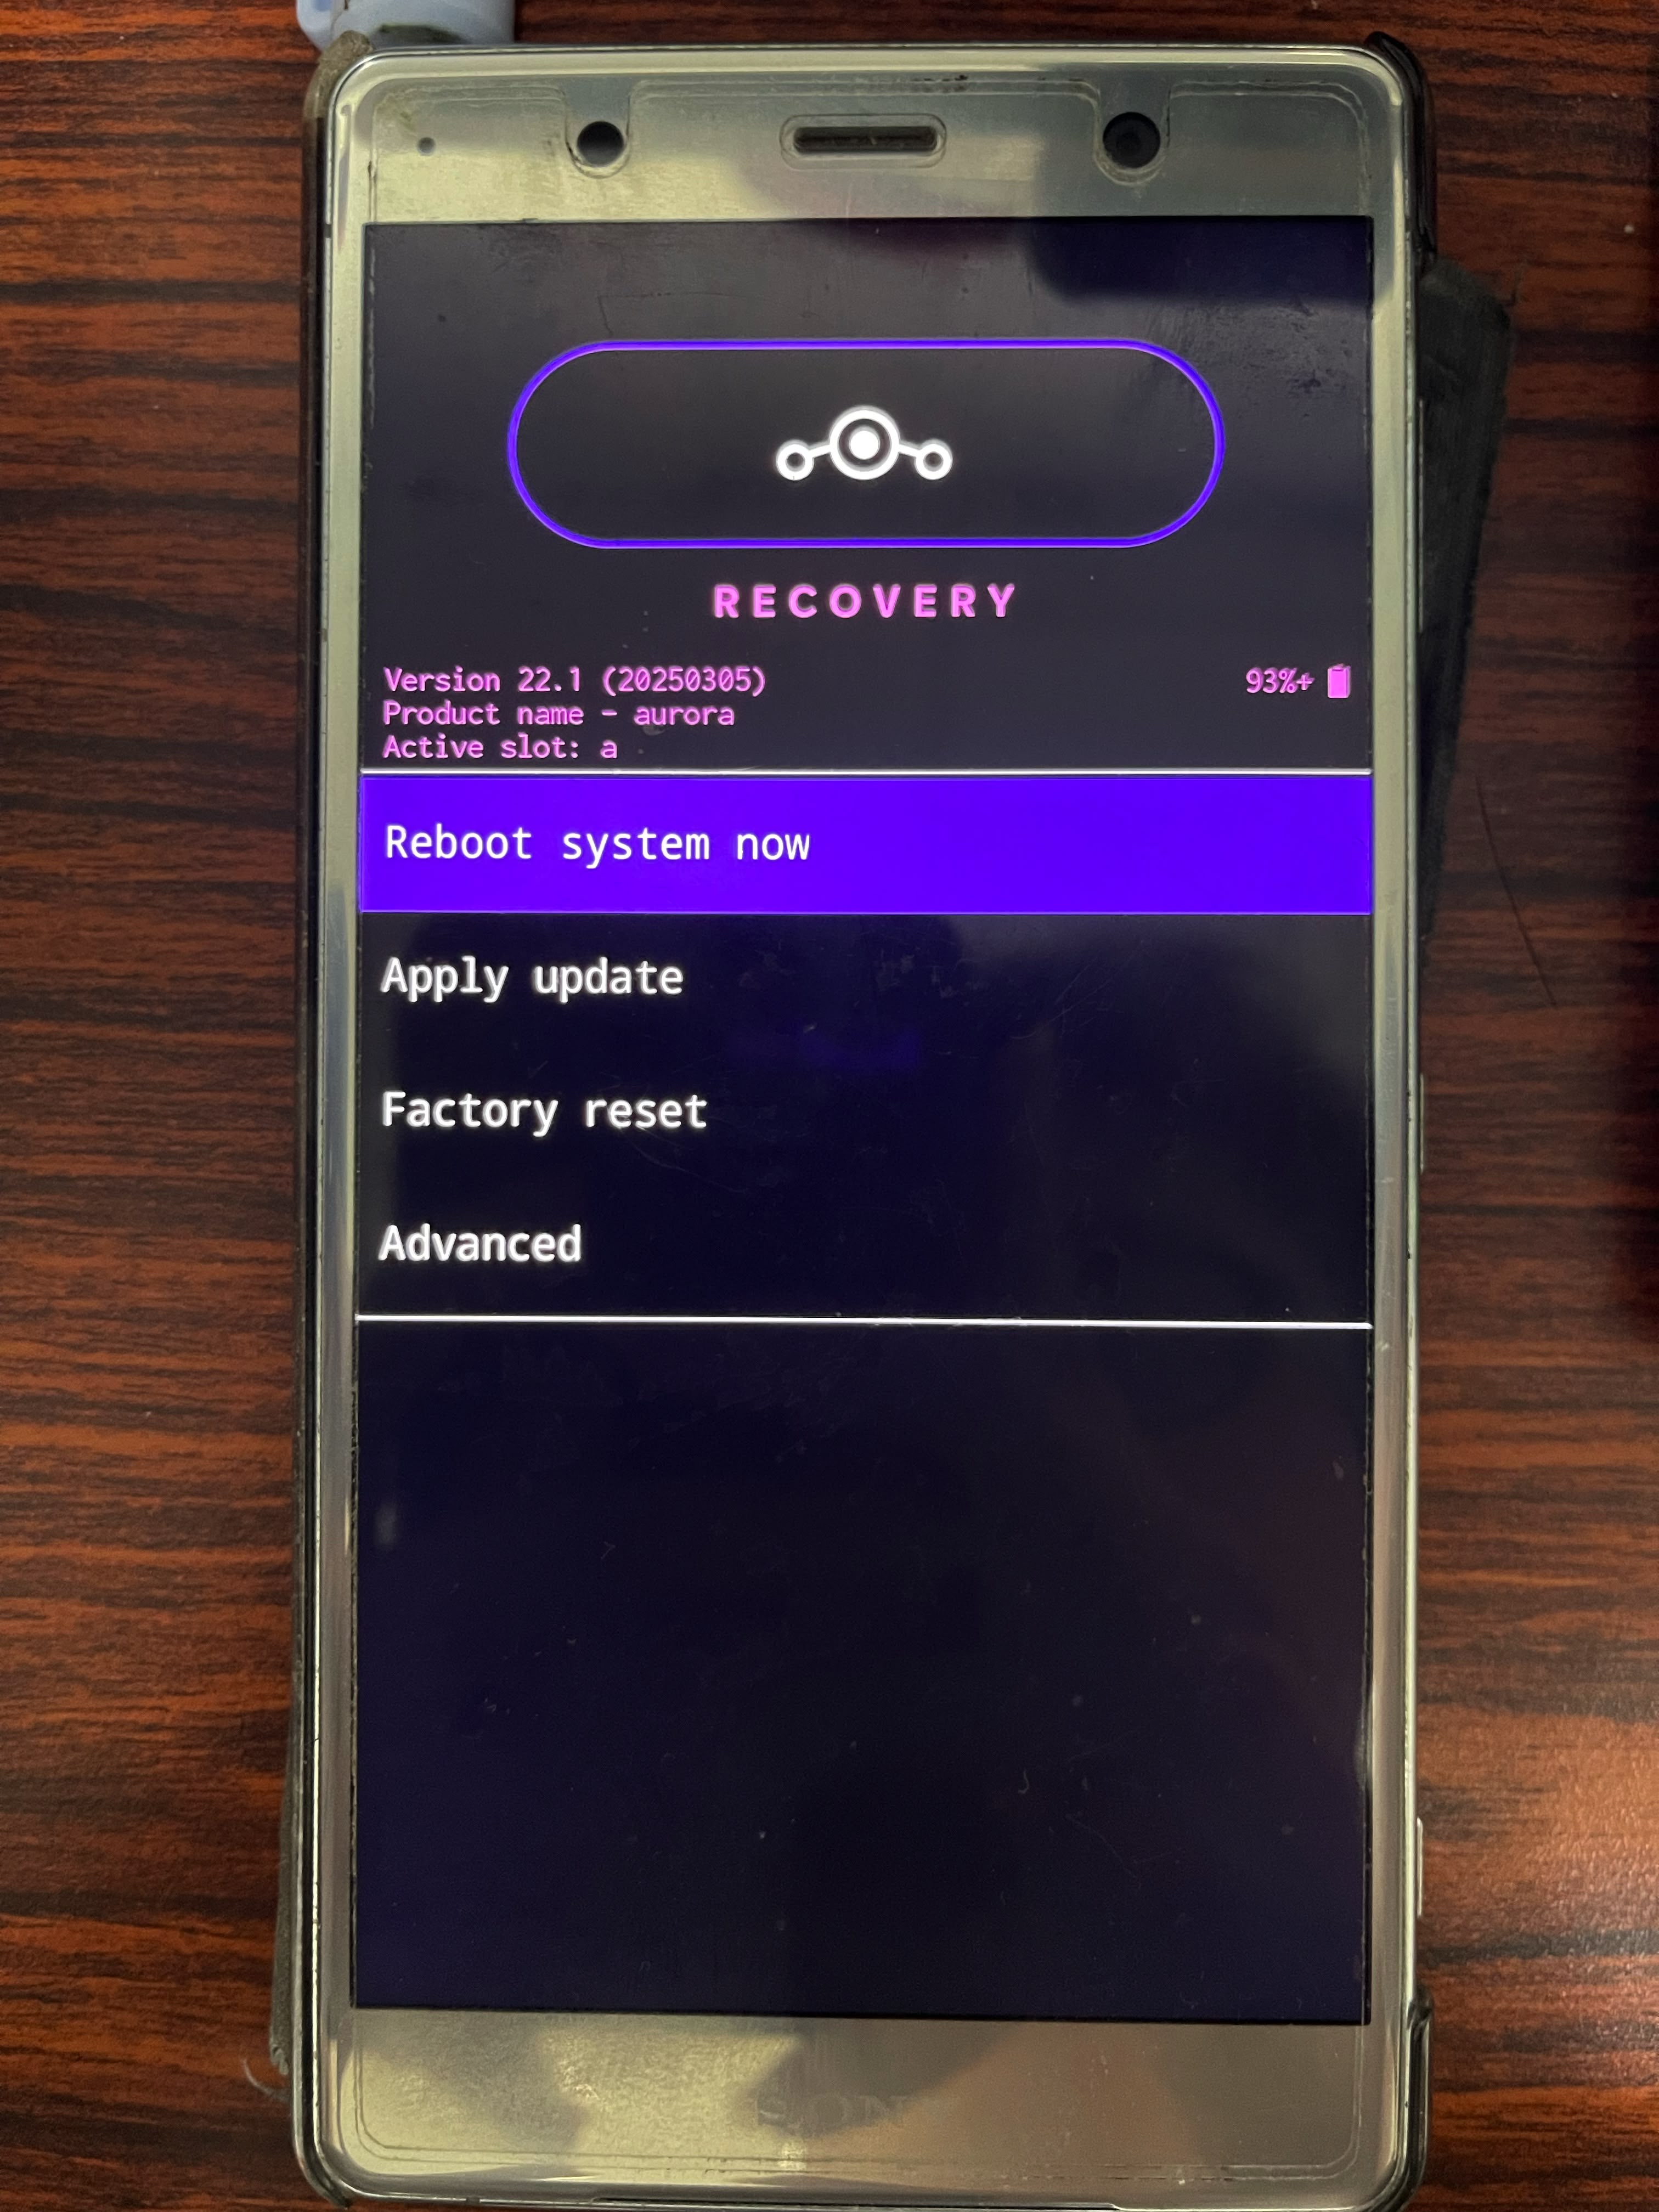 RECOVERY
Version 22.1 (20250305)
93%+
Product name - aurora
Active slot: a
Reboot system now
Apply update
Factory reset
Advanced
SONY